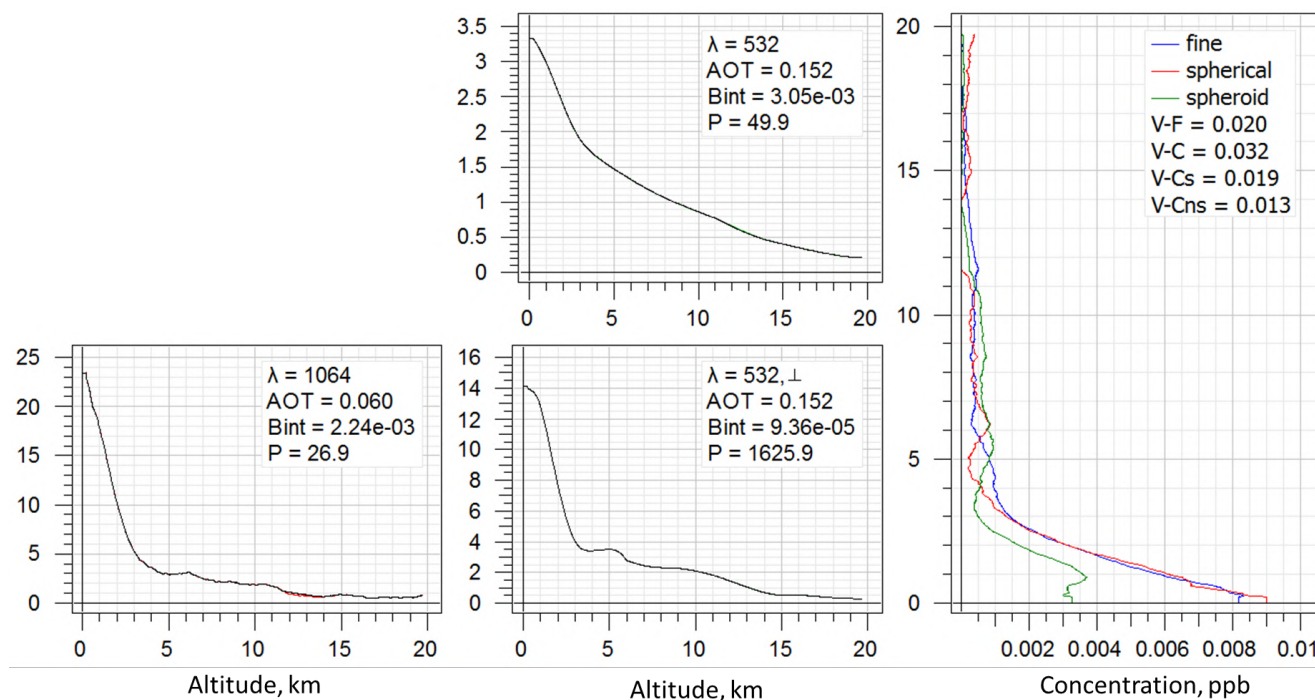 3.5
3
2.5
2
1.5
1
0.5
0
0
5
10
15
20
λ = 532
AOT = 0.152
Bint = 3.05e-03
P = 49.9
25
20
15
10
5
0
0
5
10
15
20
λ = 1064
AOT = 0.060
Bint = 2.24e-03
P = 26.9
Altitude, km
16
14
12
10
8
6
4
2
0
0
5
10
15
20
λ = 532,⊥
AOT = 0.152
Bint = 9.36e-05
P = 1625.9
Altitude, km
20
15
10
5
0
fine
spherical
spheroid
V-F = 0.020
V-C = 0.032
V-Cs = 0.019
V-Cns = 0.013
0.002 0.004 0.006 0.008 0.01
Concentration, ppb